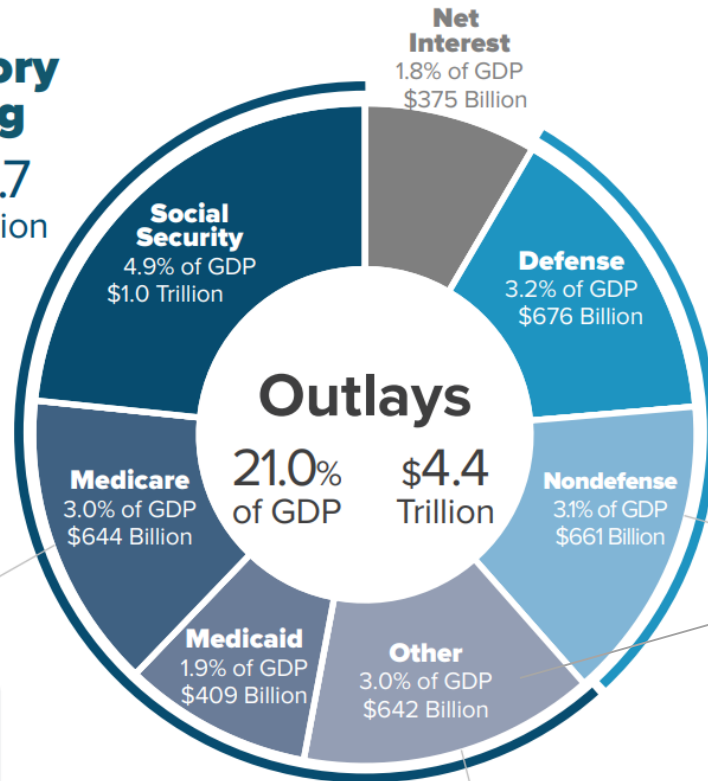 ory
g
.7
ion
Net
Interest
1.8% of GDP
$375 Billion
Social
Security
4.9% of GDP
$1.0 Trillion
Defense
3.2% of GDP
$676 Billion
Outlays
21.0%
of GDP
$4.4
Trillion
Medicare
3.0% of GDP
$644 Billion
Nondefense
3.1% of GDP
$661 Billion
Medicaid
1.9% of GDP
$409 Billion
Other
3.0% of GDP
$642 Billion